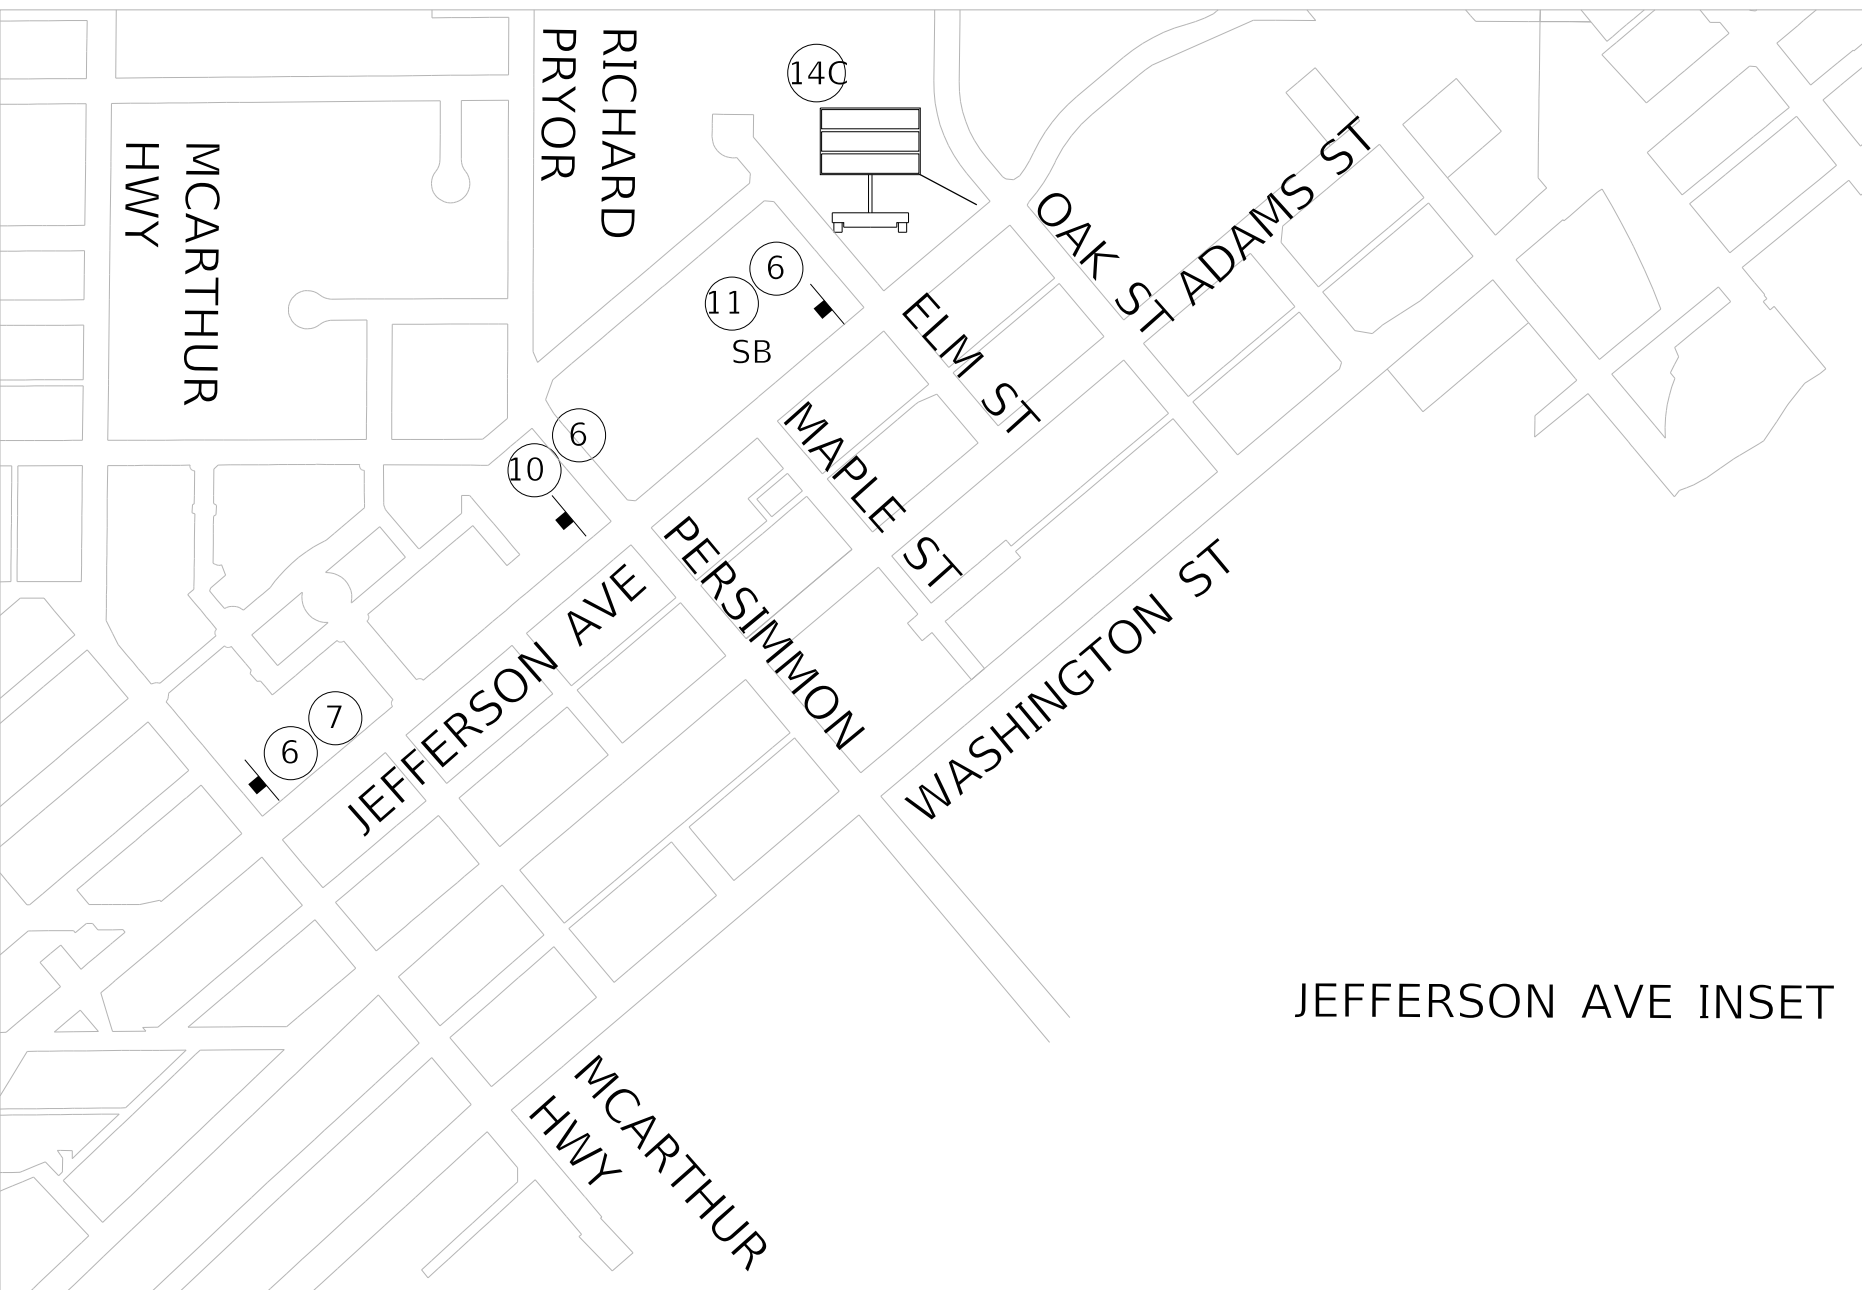 RICHARD
PRYOR
14C
MCARTHUR
HWY
OAK ST
ADAMS ST
6
11
SB
ELM ST
6
10
MAPLE ST
PERSIMMON
JEFFERSON AVE
WASHINGTON ST
7
6
JEFFERSON AVE INSET
MCARTHUR
HWY